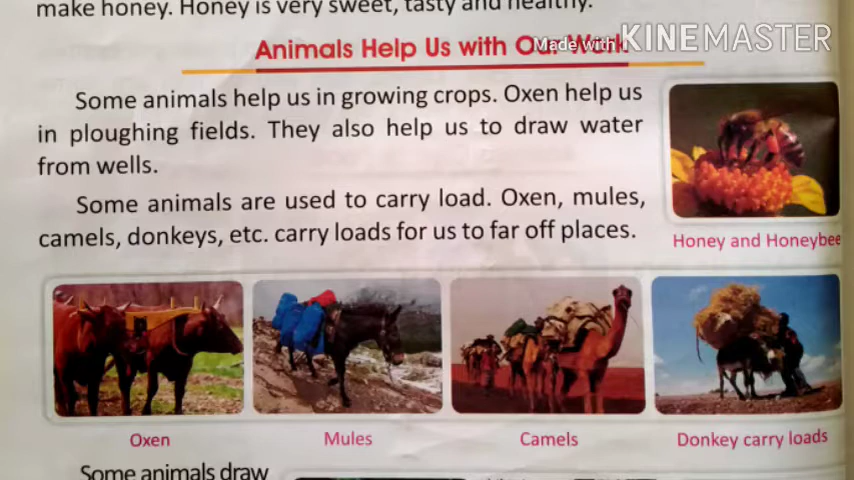 make honey. Honey is very sweet, tasty and healthy.
Animals Help Us with Our Work
Made with KINEMASTER
Some animals help us in growing crops. Oxen help us
in ploughing fields. They also help us to draw water
from wells.
Some animals are used to carry load. Oxen, mules,
camels, donkeys, etc. carry loads for us to far off places.
Honey and Honeybee
Oxen
Mules
Camels
Donkey carry loads
Some animals draw